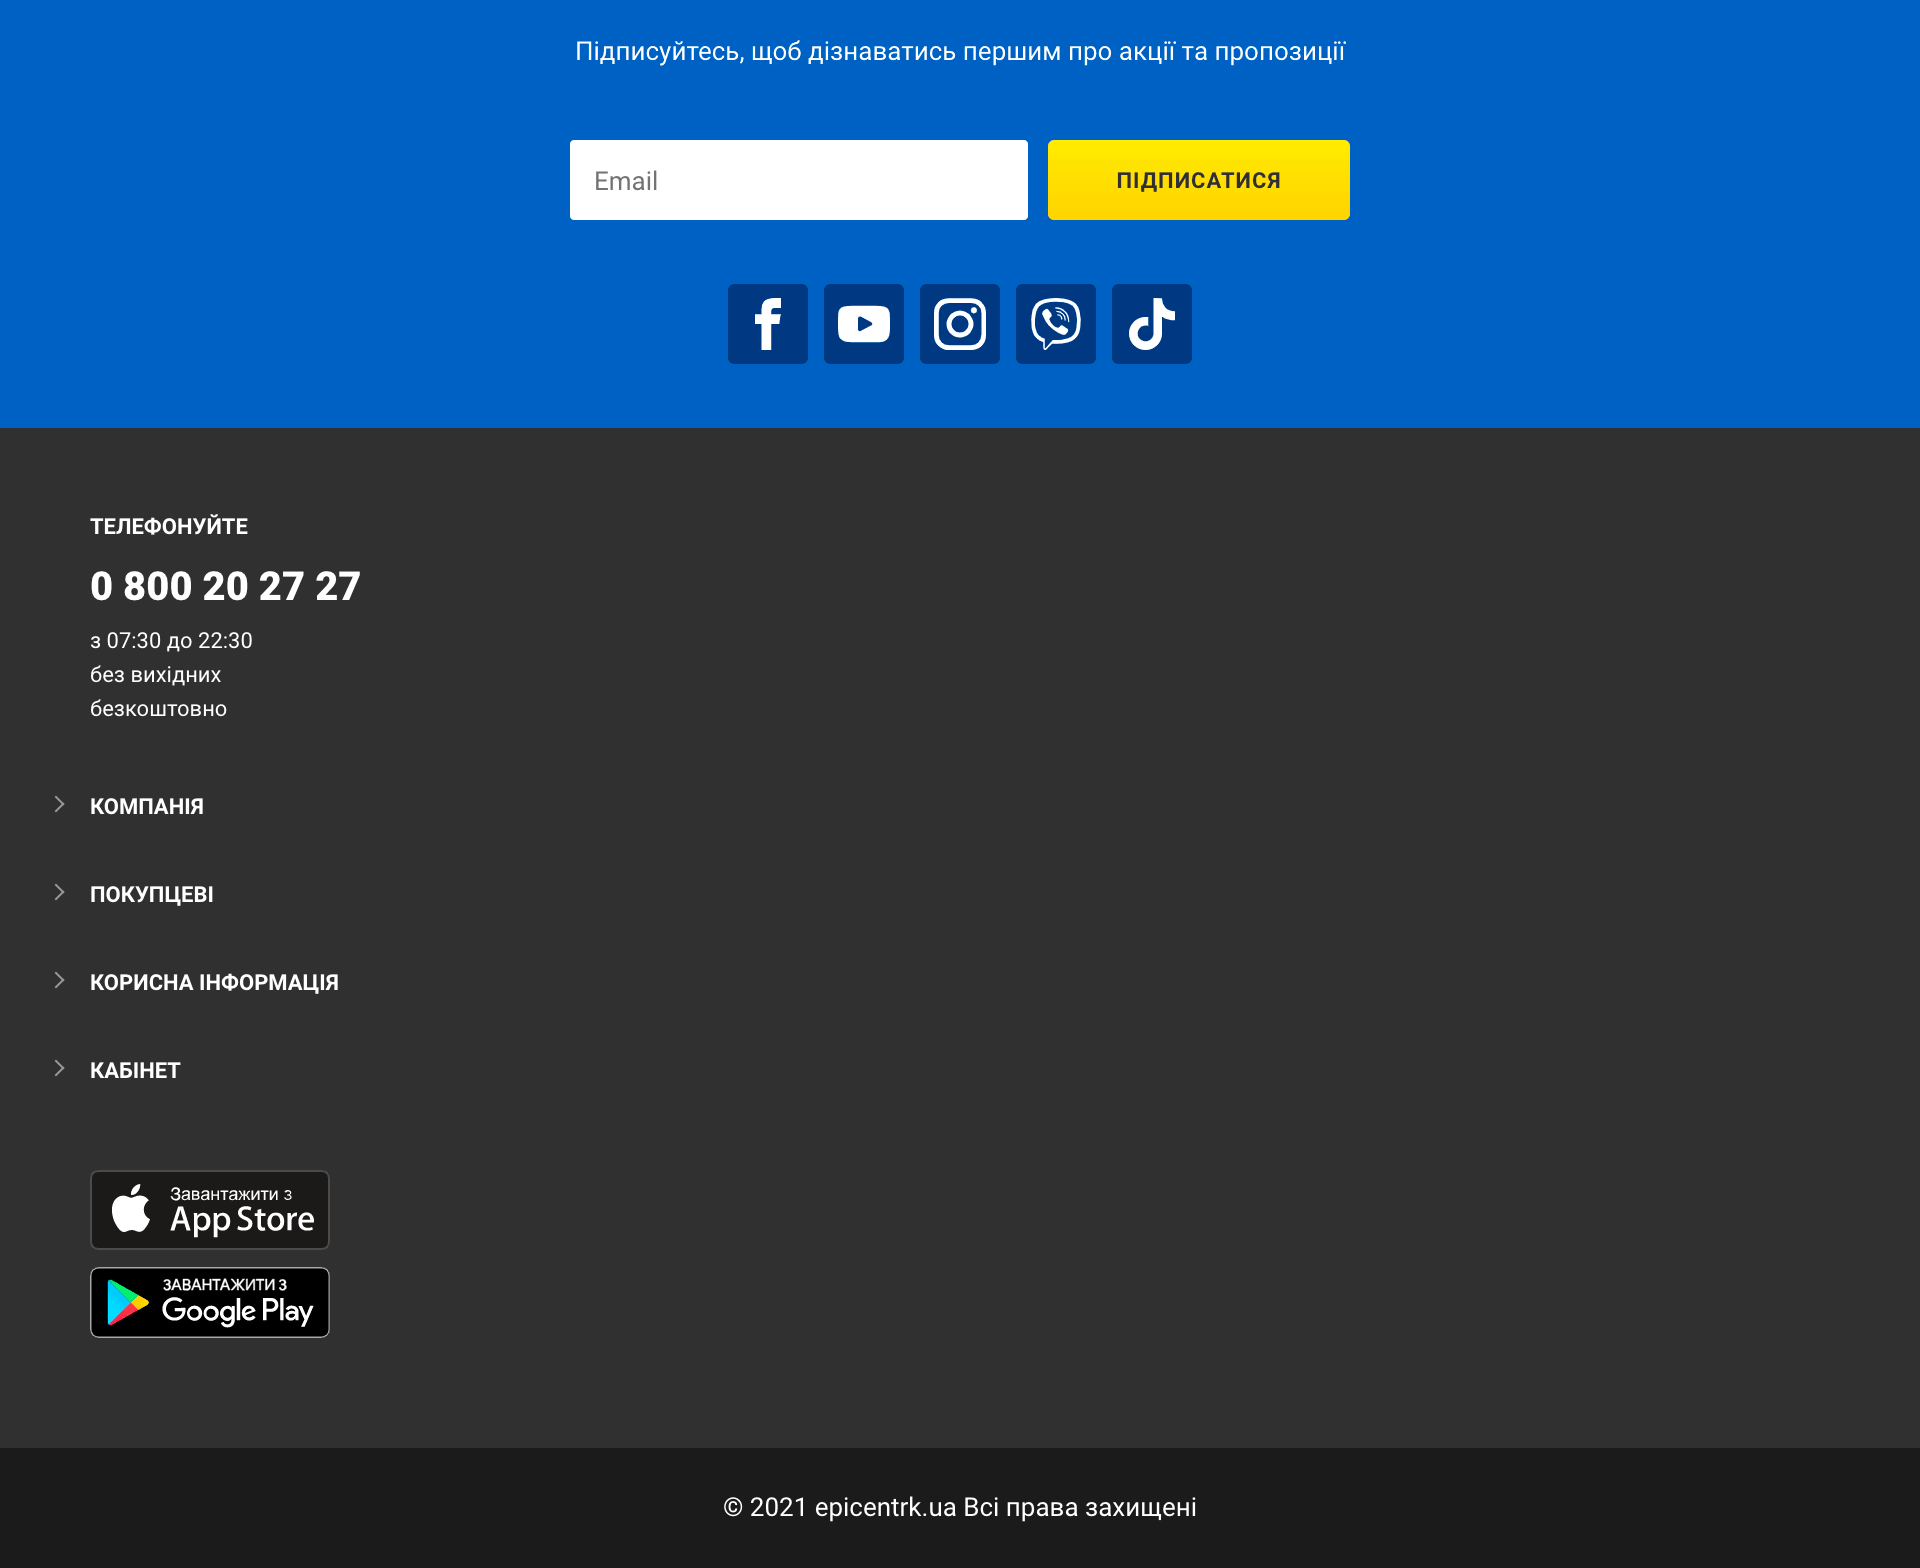 Підписуйтесь, щоб дізнаватись першим про акції та пропозиції
Email
ПІДПИСАТИСЯ
ТЕЛЕФОНУЙТЕ
0 800 20 27 27
з 07:30 до 22:30
без вихідних
безкоштовно
КОМПАНІЯ
ПОКУПЦЕВІ
КОРИСНА ІНФОРМАЦІЯ
КАБІНЕТ
Завантажити з
App Store
ЗАВАНТАЖИТИ З
Google Play
© 2021 epicentrk.ua Всі права захищені